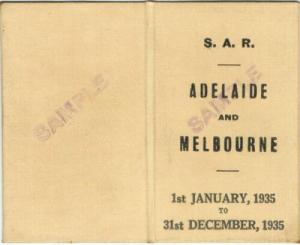 SAMPLE
S. A. R.
ADELAIDE
AND
MELBOURNE
SAMPLE
1st JANUARY, 1935
TO
31st DECEMBER, 1935